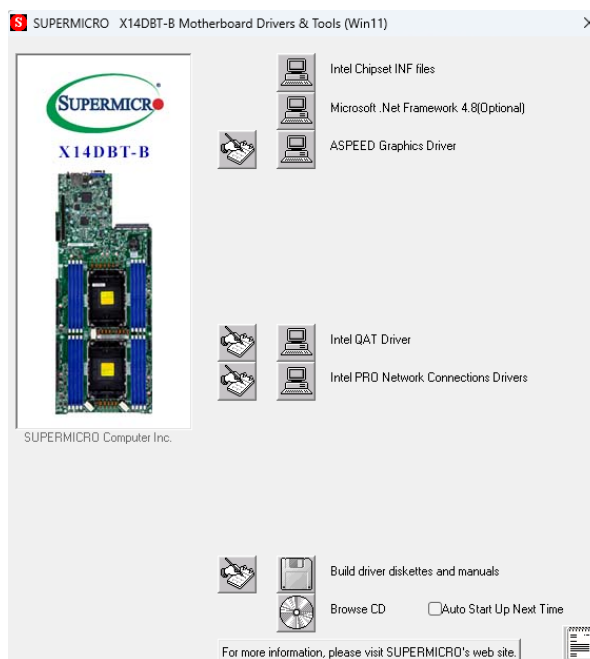 S SUPERMICRO X14DBT-B Motherboard Drivers & Tools (Win11)
SUPERMICR
X14DBT-B
SUPERMICRO Computer Inc.
Intel Chipset INF files
Microsoft .Net Framework 4.8(Optional)
ASPEED Graphics Driver
Intel QAT Driver
Intel PRO Network Connections Drivers
Build driver diskettes and manuals
Browse CD
Auto Start Up Next Time
For more information, please visit SUPERMICRO's web site.